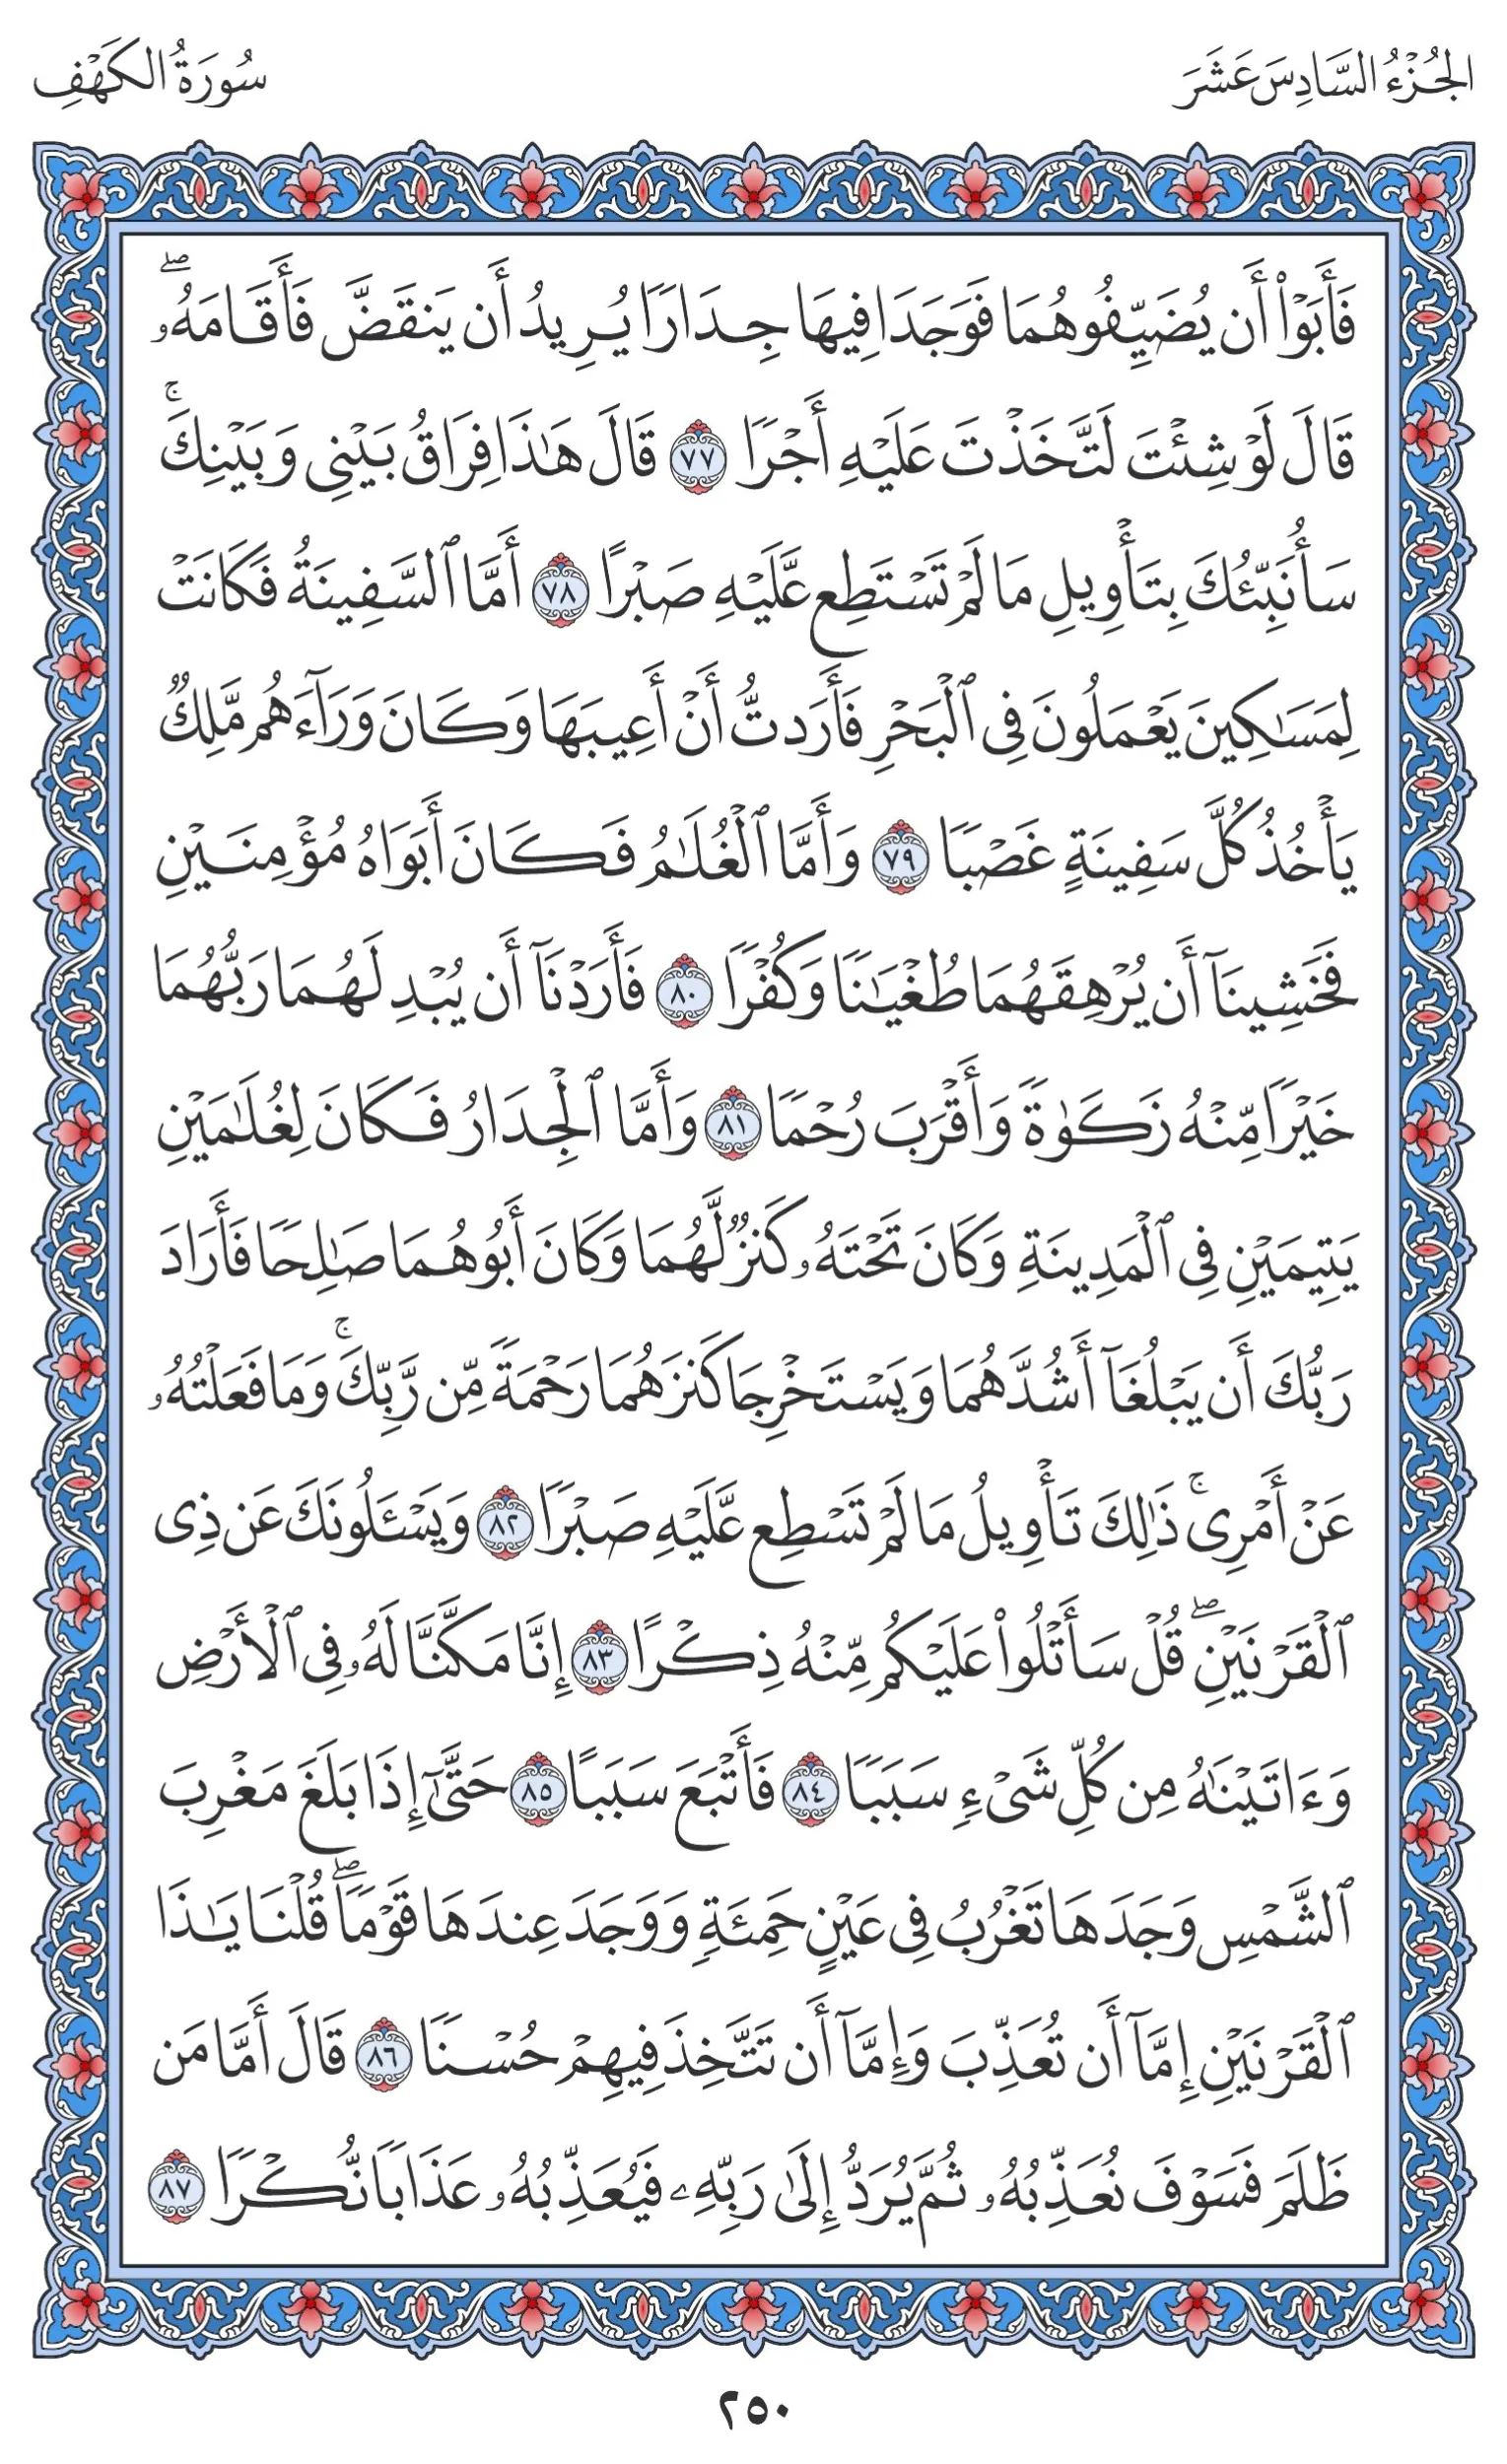 الجُزْءُ السَّادِسَ عَشَرَ
سُورَةُ الكَهْفِ
فَأَبَوْاْ أَن يُضَيِّفُوهُمَا فَوَجَدَا فِيهَا جِدَارٗا يُرِيدُ أَن يَنقَضَّ فَأَقَامَهُۥۖ
قَالَ لَوۡ شِئۡتَ لَتَّخَذۡتَ عَلَيۡهِ أَجۡرٗا ٧٧ قَالَ هَٰذَا فِرَاقُ بَيۡنِي وَبَيۡنِكَۚ
سَأُنَبِّئُكَ بِتَأۡوِيلِ مَا لَمۡ تَسۡتَطِع عَّلَيۡهِ صَبۡرًا ٧٨ أَمَّا ٱلسَّفِينَةُ فَكَانَتۡ
لِمَسَٰكِينَ يَعۡمَلُونَ فِي ٱلۡبَحۡرِ فَأَرَدتُّ أَنۡ أَعِيبَهَا وَكَانَ وَرَآءَهُم مَّلِكٞ
يَأۡخُذُ كُلَّ سَفِينَةٍ غَصۡبٗا ٧٩ وَأَمَّا ٱلۡغُلَٰمُ فَكَانَ أَبَوَاهُ مُؤۡمِنَيۡنِ
فَخَشِينَآ أَن يُرۡهِقَهُمَا طُغۡيَٰنٗا وَكُفۡرٗا ٨٠ فَأَرَدۡنَآ أَن يُبۡدِلَهُمَا رَبُّهُمَا
خَيۡرٗا مِّنۡهُ زَكَوٰةٗ وَأَقۡرَبَ رُحۡمٗا ٨١ وَأَمَّا ٱلۡجِدَارُ فَكَانَ لِغُلَٰمَيۡنِ
يَتِيمَيۡنِ فِي ٱلۡمَدِينَةِ وَكَانَ تَحۡتَهُۥ كَنزٞ لَّهُمَا وَكَانَ أَبُوهُمَا صَٰلِحٗا فَأَرَادَ
رَبُّكَ أَن يَبۡلُغَآ أَشُدَّهُمَا وَيَسۡتَخۡرِجَا كَنزَهُمَا رَحۡمَةٗ مِّن رَّبِّكَۚ وَمَا فَعَلۡتُهُۥ
عَنۡ أَمۡرِيۚ ذَٰلِكَ تَأۡوِيلُ مَا لَمۡ تَسۡطِع عَّلَيۡهِ صَبۡرٗا ٨٢ وَيَسۡـَٔلُونَكَ عَن ذِي
ٱلۡقَرۡنَيۡنِۖ قُلۡ سَأَتۡلُواْ عَلَيۡكُم مِّنۡهُ ذِكۡرًا ٨٣ إِنَّا مَكَّنَّا لَهُۥ فِي ٱلۡأَرۡضِ
وَءَاتَيۡنَٰهُ مِن كُلِّ شَيۡءٖ سَبَبٗا ٨٤ فَأَتۡبَعَ سَبَبًا ٨٥ حَتَّىٰٓ إِذَا بَلَغَ مَغۡرِبَ
ٱلشَّمۡسِ وَجَدَهَا تَغۡرُبُ فِي عَيۡنٍ حَمِئَةٖ وَوَجَدَ عِندَهَا قَوۡمٗاۖ قُلۡنَا يَٰذَا
ٱلۡقَرۡنَيۡنِ إِمَّآ أَن تُعَذِّبَ وَإِمَّآ أَن تَتَّخِذَ فِيهِمۡ حُسۡنٗا ٨٦ قَالَ أَمَّا مَن
ظَلَمَ فَسَوۡفَ نُعَذِّبُهُۥ ثُمَّ يُرَدُّ إِلَىٰ رَبِّهِۦ فَيُعَذِّبُهُۥ عَذَابٗا نُّكۡرٗا ٨٧
٢٥٠